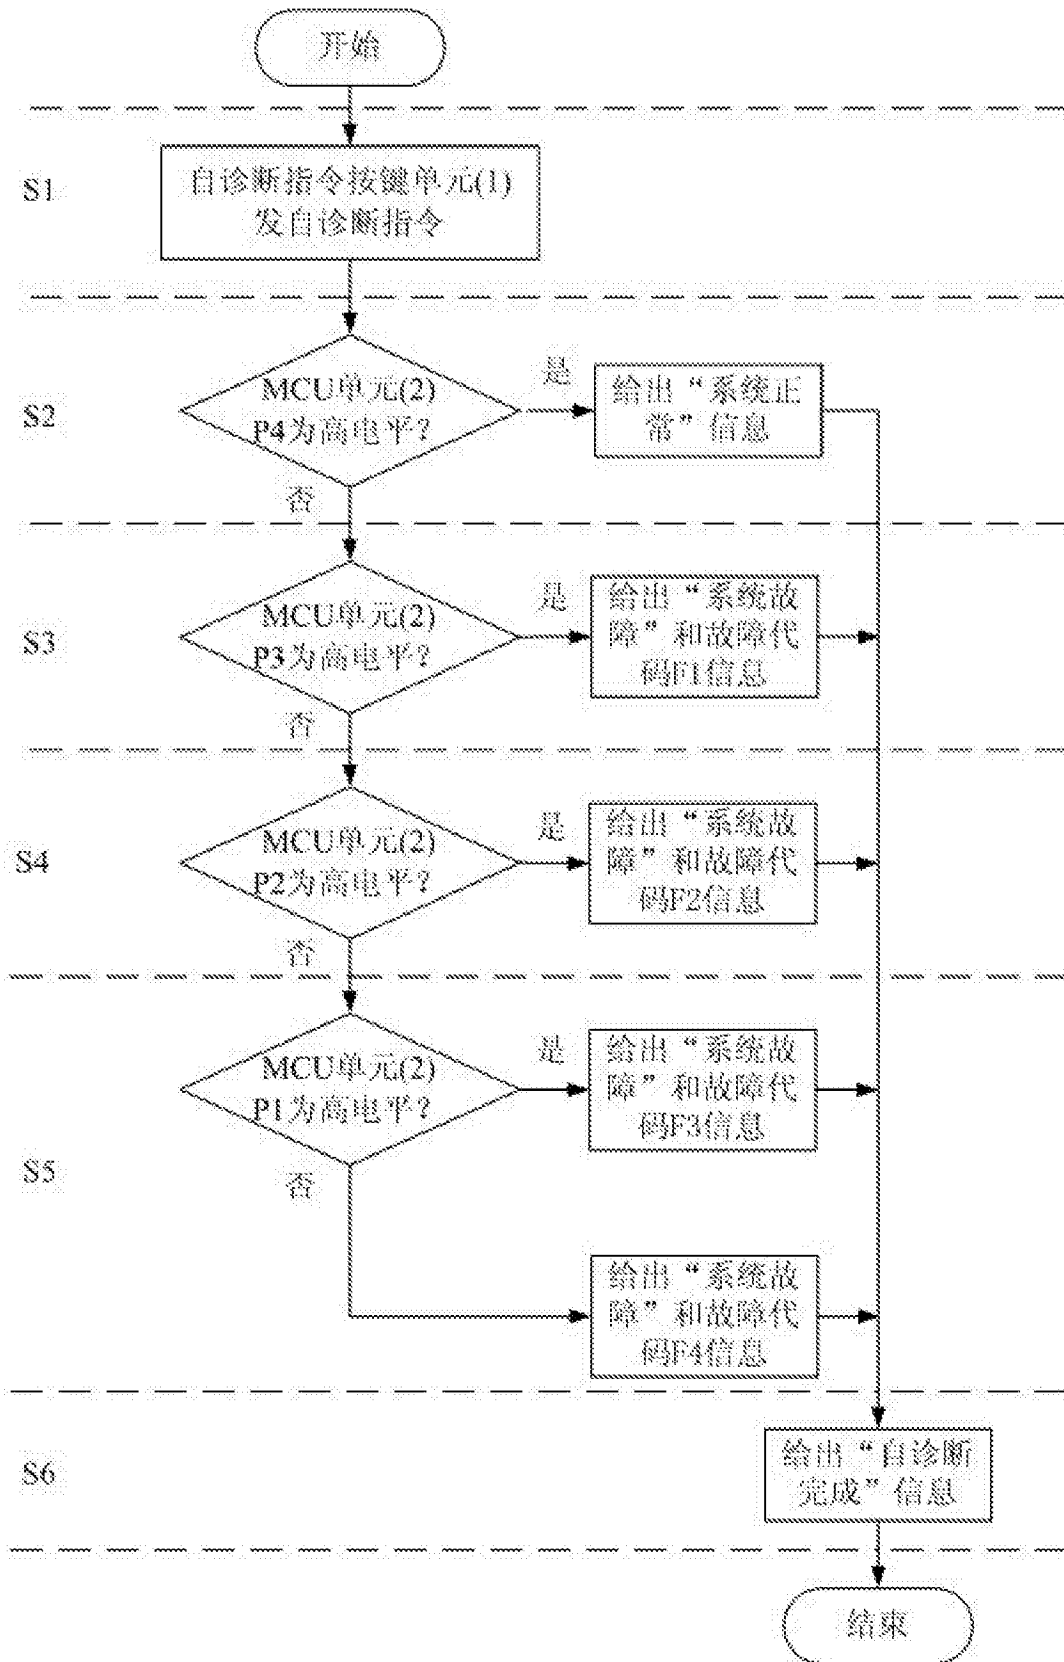 开始
S1
自诊断指令按键单元(1)
发自诊断指令
S2
MCU单元(2)
P4为高电平？
是
给出“系统正
常”信息
否
S3
MCU单元(2)
P3为高电平？
是
给出“系统故
障”和故障代
码F1信息
否
S4
MCU单元(2)
P2为高电平？
是
给出“系统故
障”和故障代
码F2信息
否
S5
MCU单元(2)
P1为高电平？
是
给出“系统故
障”和故障代
码F3信息
否
给出“系统故
障”和故障代
码F4信息
S6
给出“自诊断
完成”信息
结束